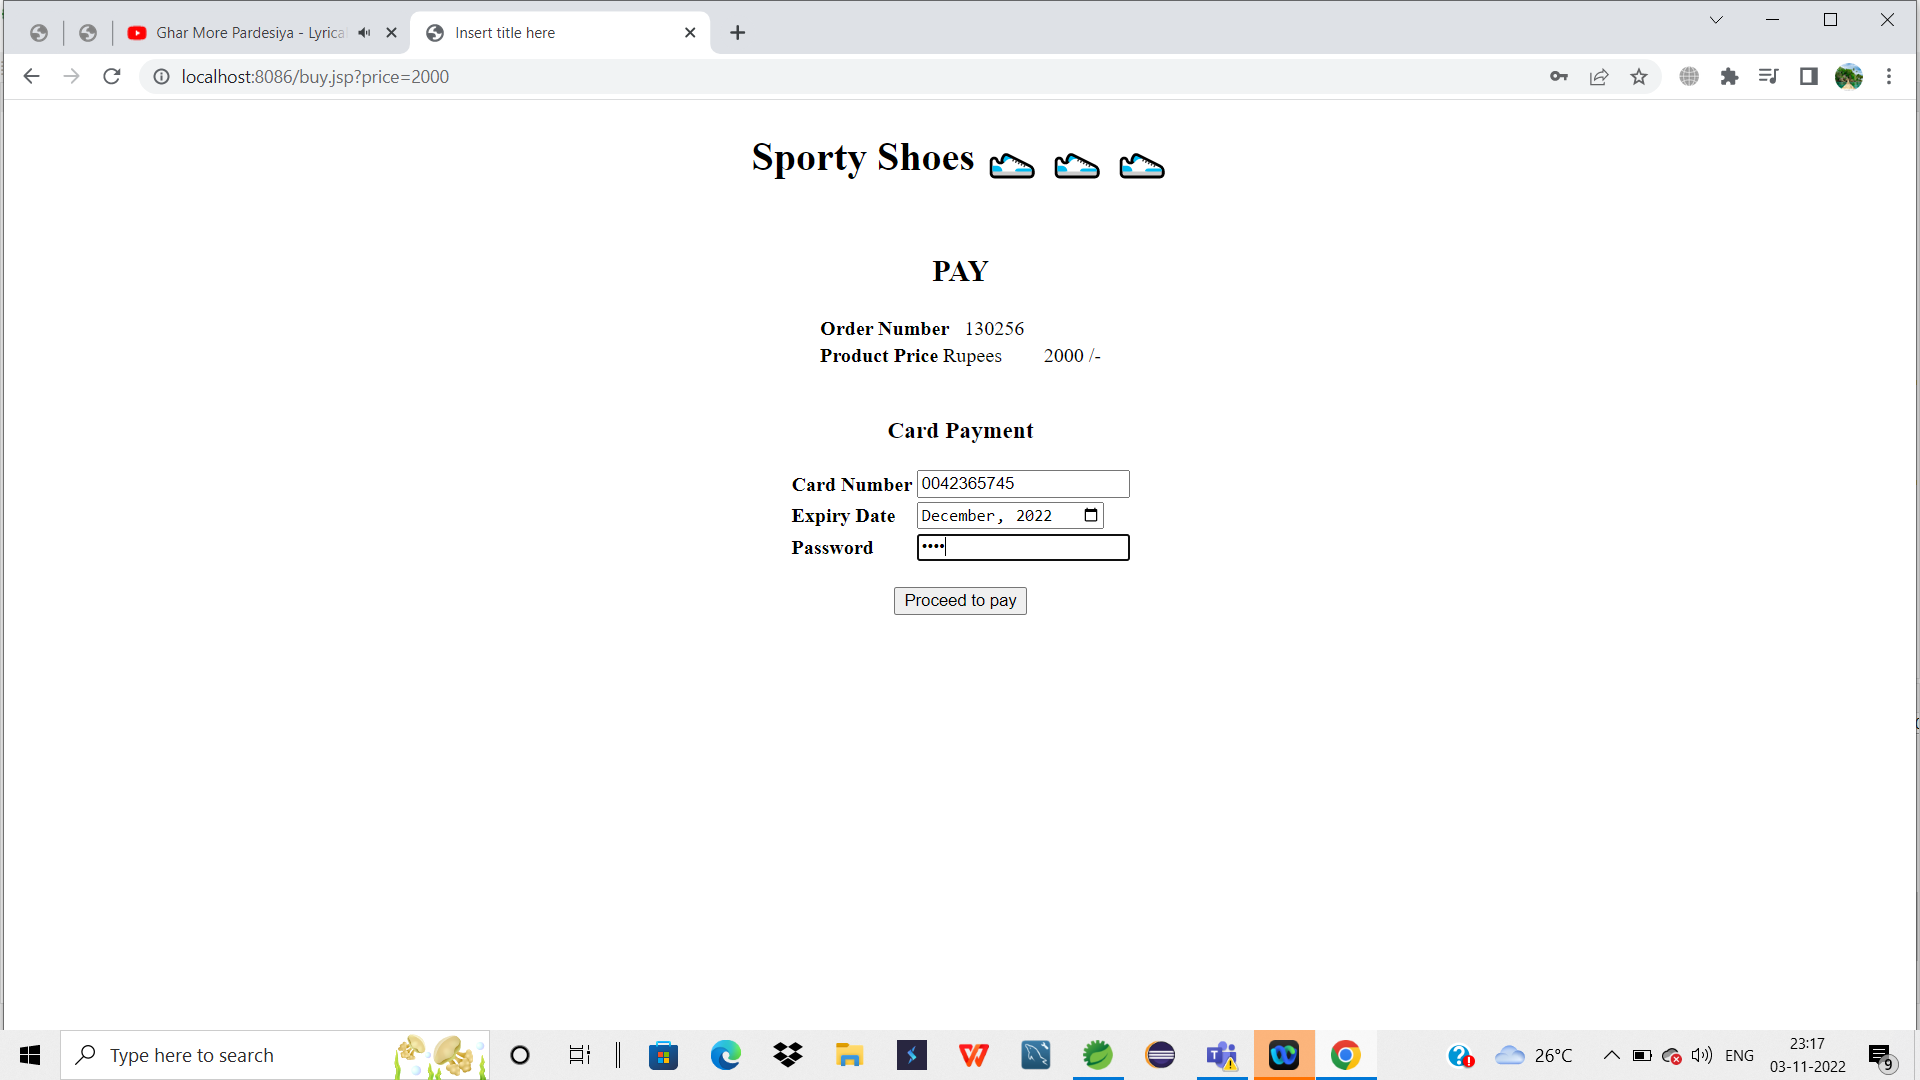 Ghar More Pardesiya - Lyrica
Insert title here
localhost:8086/buy.jsp?price=2000
Sporty Shoes
PAY
Order Number 130256
Product Price Rupees 2000 /-
Card Payment
Card Number 0042365745
Expiry Date December, 2022
Password ••••
Proceed to pay
Type here to search
26°C
ENG
23:17
03-11-2022
9